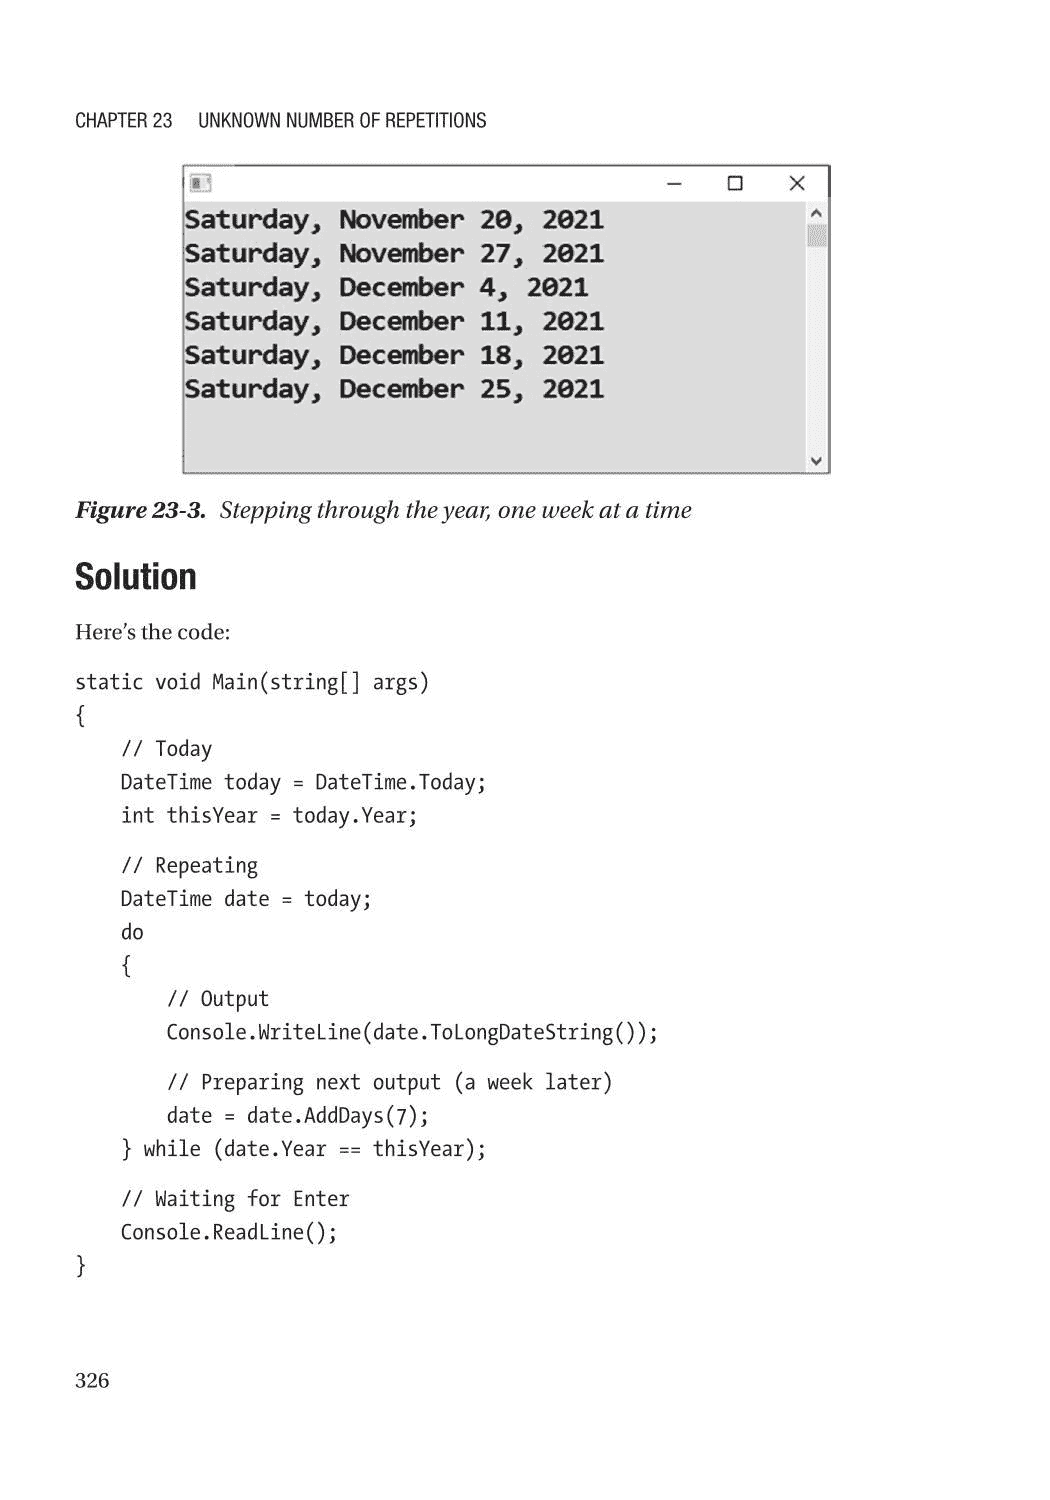 CHAPTER 23 UNKNOWN NUMBER OF REPETITIONS
Saturday, November 20, 2021
Saturday, November 27, 2021
Saturday, December 4, 2021
Saturday, December 11, 2021
Saturday, December 18, 2021
Saturday, December 25, 2021
Figure 23-3. Stepping through the year, one week at a time
Solution
Here's the code:
static void Main(string[] args)
{
// Today
DateTime today = DateTime.Today;
int thisYear = today.Year;
// Repeating
DateTime date = today;
do
{
// Output
Console.WriteLine(date.ToLongDateString());
// Preparing next output (a week later)
date = date.AddDays(7);
} while (date.Year == thisYear);
// Waiting for Enter
Console.ReadLine();
}
326